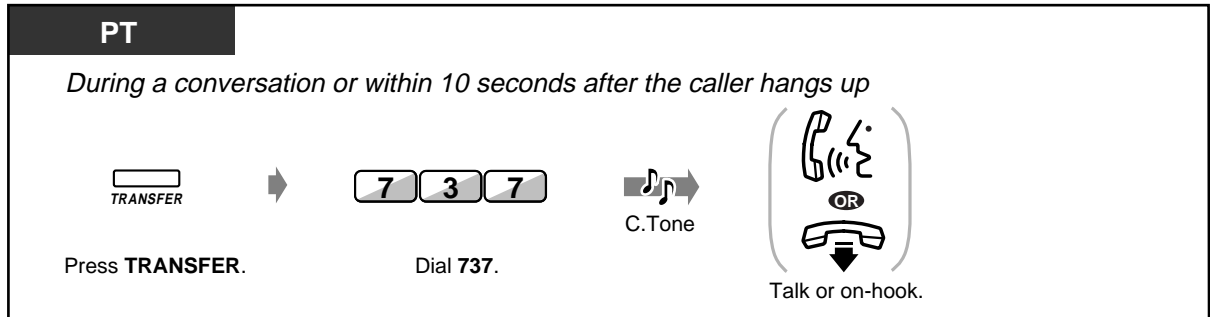 PT
During a conversation or within 10 seconds after the caller hangs up
TRANSFER
7 3 7
C.Tone
OR
Press TRANSFER.
Dial 737.
Talk or on-hook.